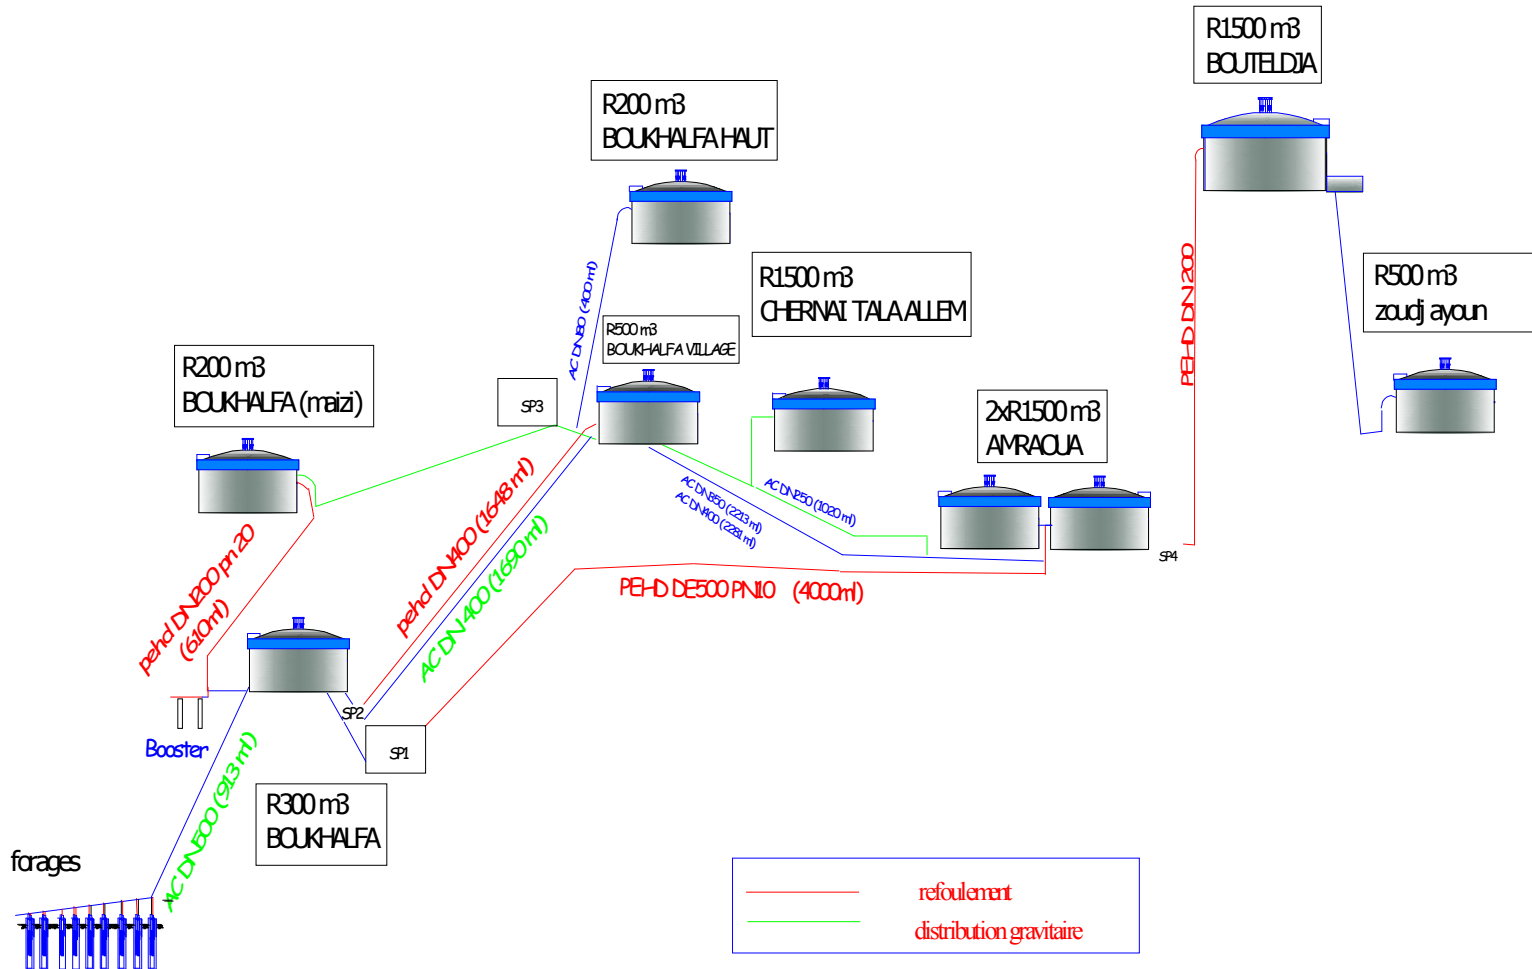 R1500 m3
BOUTELDJA
R200 m3
BOUKHALFA HAUT
R1500 m3
CHERNAI TALA ALLEM
R500 m3
zoudj ayoun
AC DN80 (400 ml)
PEHD DN 200
R500 m3
BOUKHALFA VILLAGE
R200 m3
BOUKHALFA (maizi)
SP3
2xR1500 m3
AMRAOUA
AC DN350 (2213 ml)
AC DN400 (2281 ml)
AC DN250 (1020 ml)
pehd DN400 (1648 ml)
AC DN 400 (1690 ml)
SP4
pehd DN200 pn 20
(610ml)
PEHD DE500 PN10 (4000ml)
SP2
SP1
Booster
AC DN500 (913 ml)
R300 m3
BOUKHALFA
forages
refoulement
distribution gravitaire